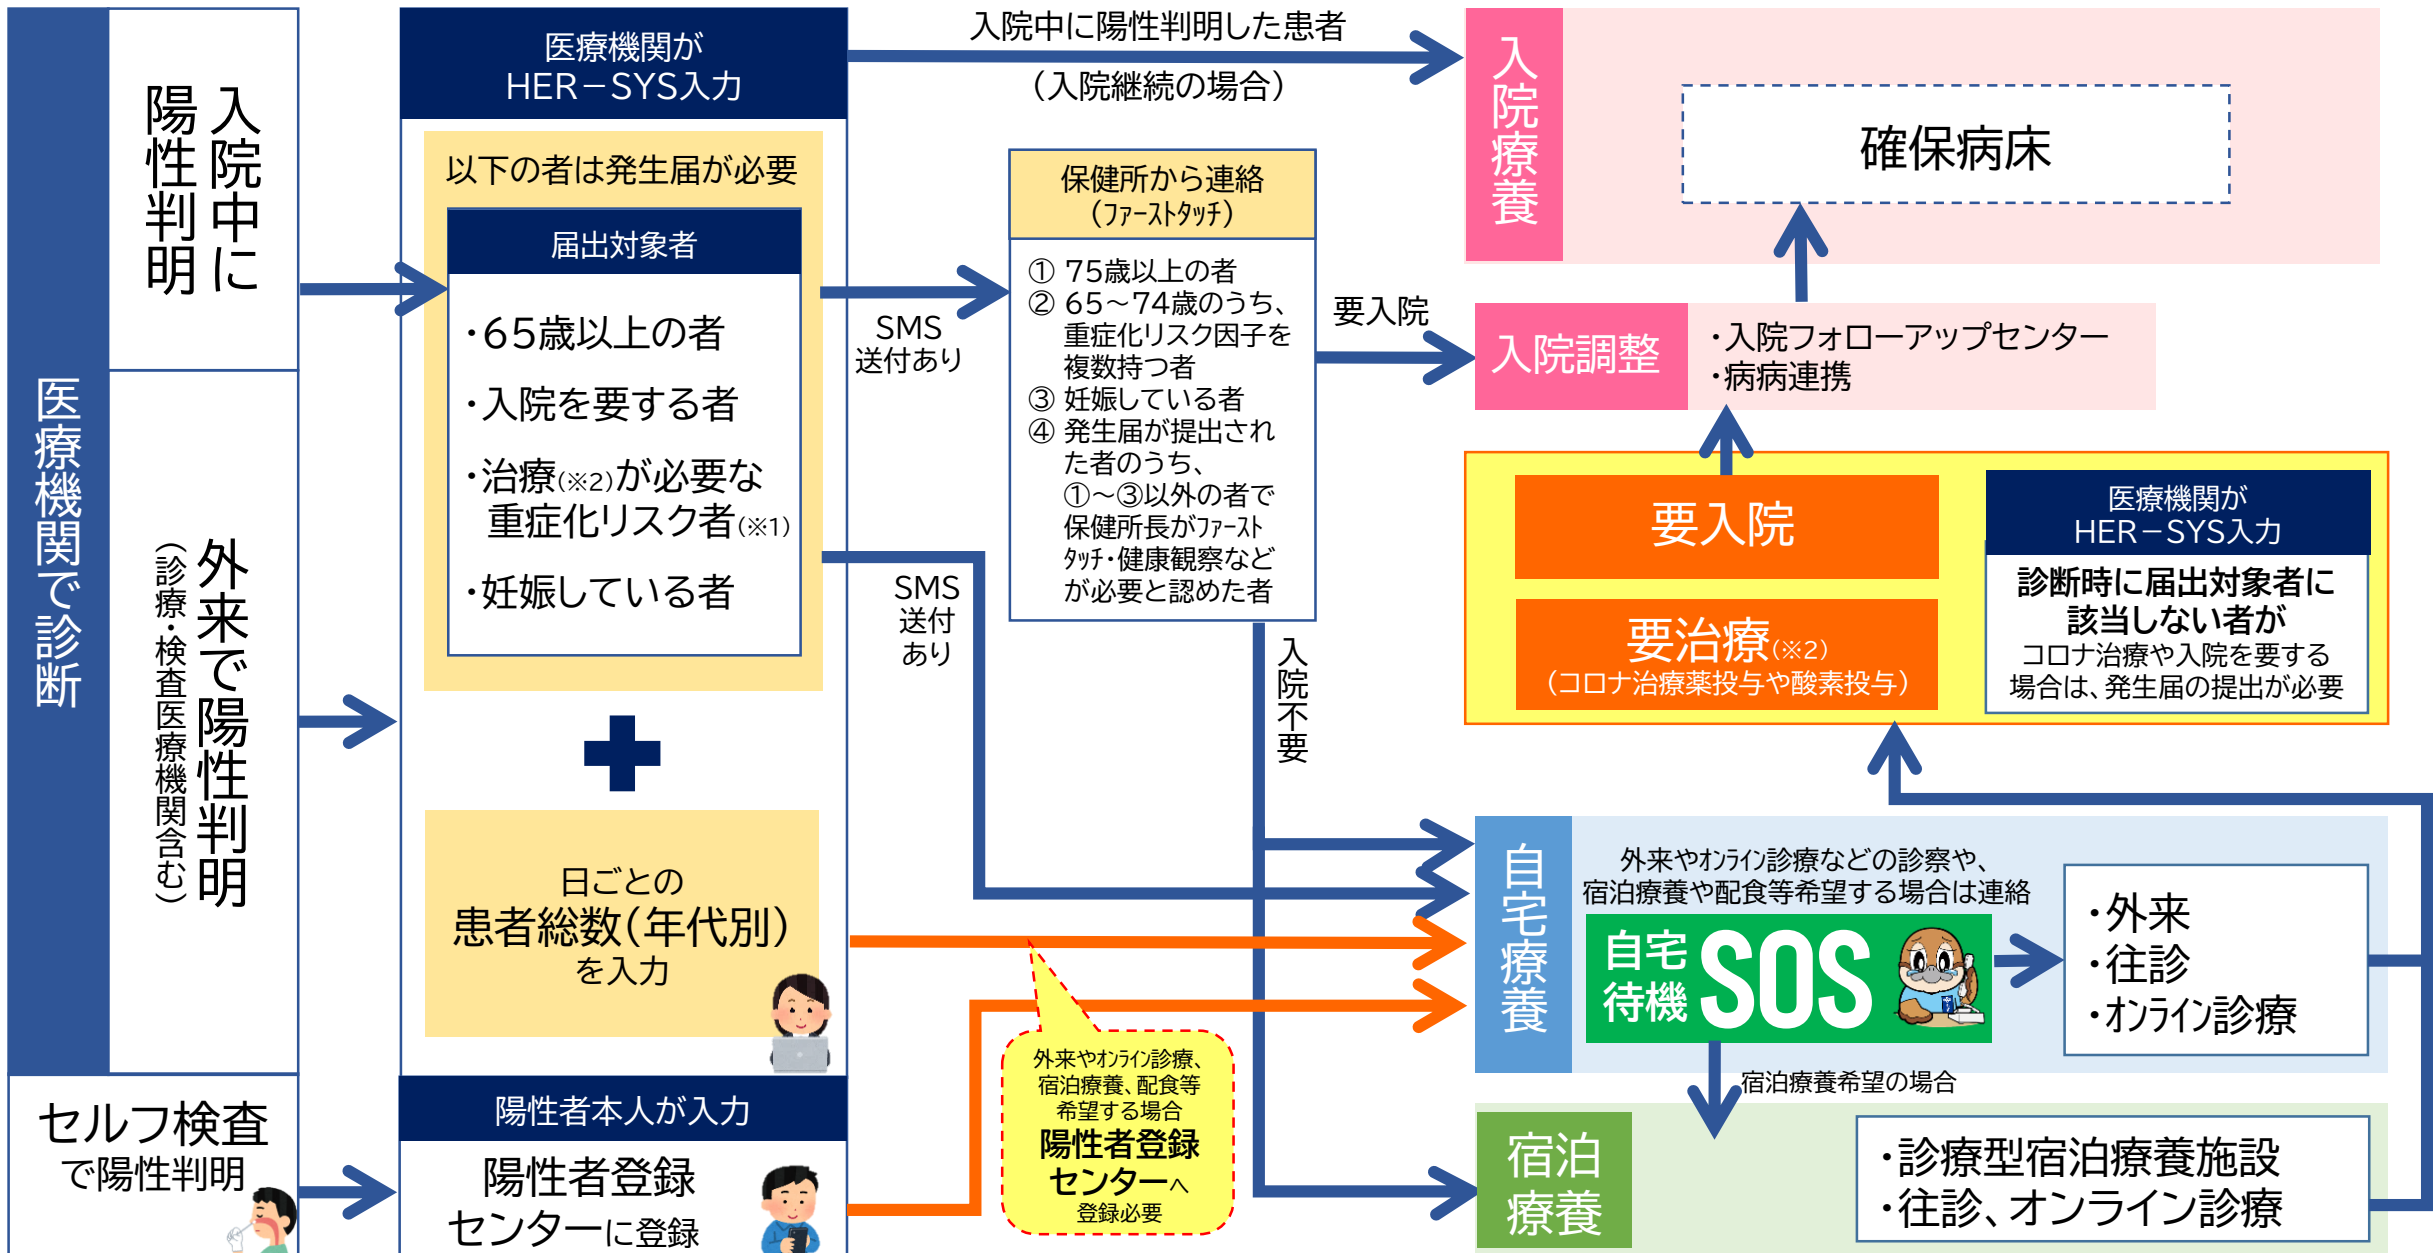 医療機関で診断
入院中に
陽性判明
外来で陽性判明
（診療・検査医療機関含む）
セルフ検査
で陽性判明
医療機関が
HER－SYS入力
以下の者は発生届が必要
届出対象者
・65歳以上の者
・入院を要する者
・治療(※2)が必要な
重症化リスク者(※1)
・妊娠している者
日ごとの
患者総数(年代別)
を入力
陽性者本人が入力
陽性者登録
センターに登録
入院中に陽性判明した患者
（入院継続の場合）
SMS
送付あり
SMS
送付
あり
保健所から連絡
（ファーストタッチ）
① 75歳以上の者
② 65～74歳のうち、
重症化リスク因子を
複数持つ者
③ 妊娠している者
④ 発生届が提出され
た者のうち、
①～③以外の者で
保健所長がファースト
タッチ・健康観察など
が必要と認めた者
要入院
入院不要
外来やオンライン診療、
宿泊療養、配食等
希望する場合
陽性者登録
センターへ
登録必要
入院療養
確保病床
入院調整
・入院フォローアップセンター
・病病連携
要入院
要治療(※2)
（コロナ治療薬投与や酸素投与）
医療機関が
HER－SYS入力
診断時に届出対象者に
該当しない者が
コロナ治療や入院を要する
場合は、発生届の提出が必要
自宅療養
外来やオンライン診療などの診察や、
宿泊療養や配食等希望する場合は連絡
自宅
待機
SOS
・外来
・往診
・オンライン診療
宿泊療養希望の場合
宿泊
療養
・診療型宿泊療養施設
・往診、オンライン診療